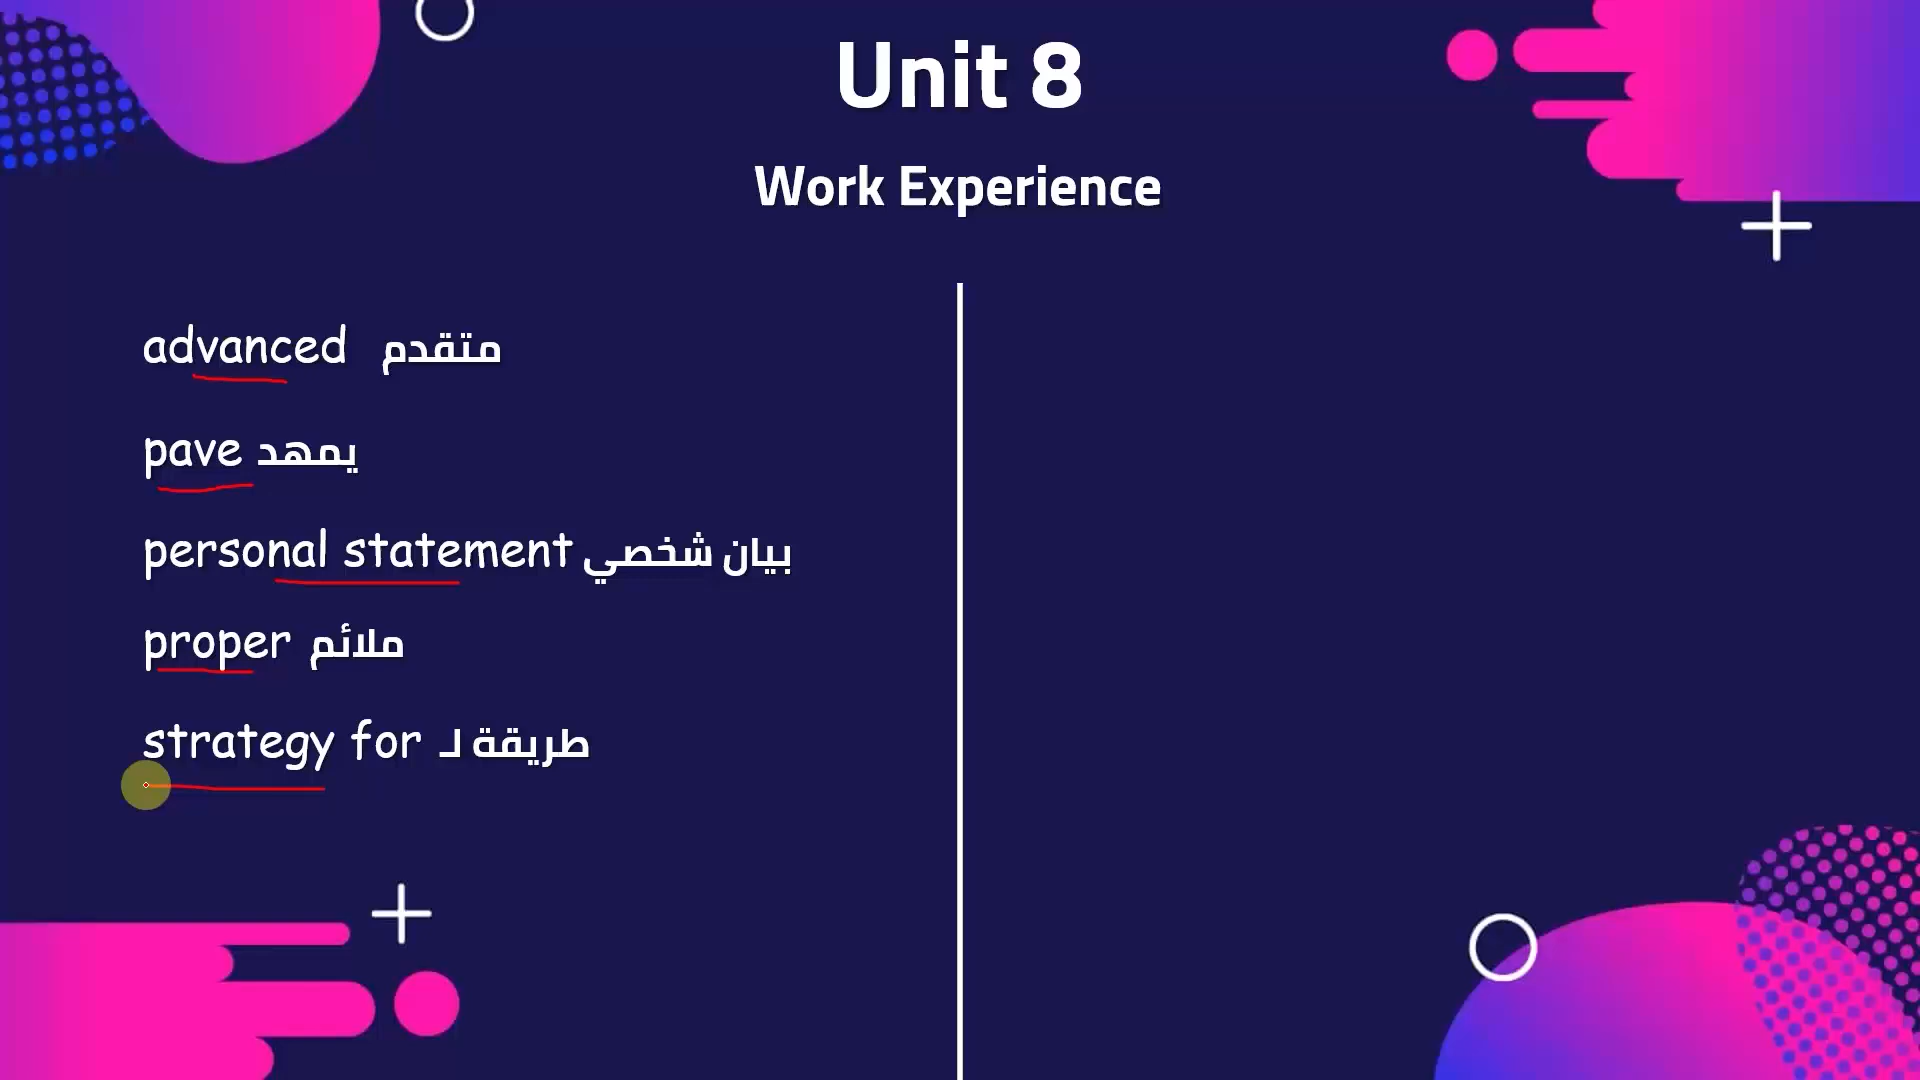 Unit 8
Work Experience
advanced متقدم
pave يمهد
personal statement بيان شخصي
proper ملائم
strategy for طريقة لـ